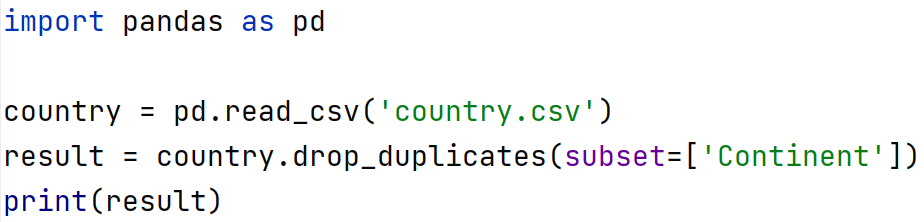 import pandas as pd
country = pd.read_csv('country.csv')
result = country.drop_duplicates(subset=['Continent'])
print(result)